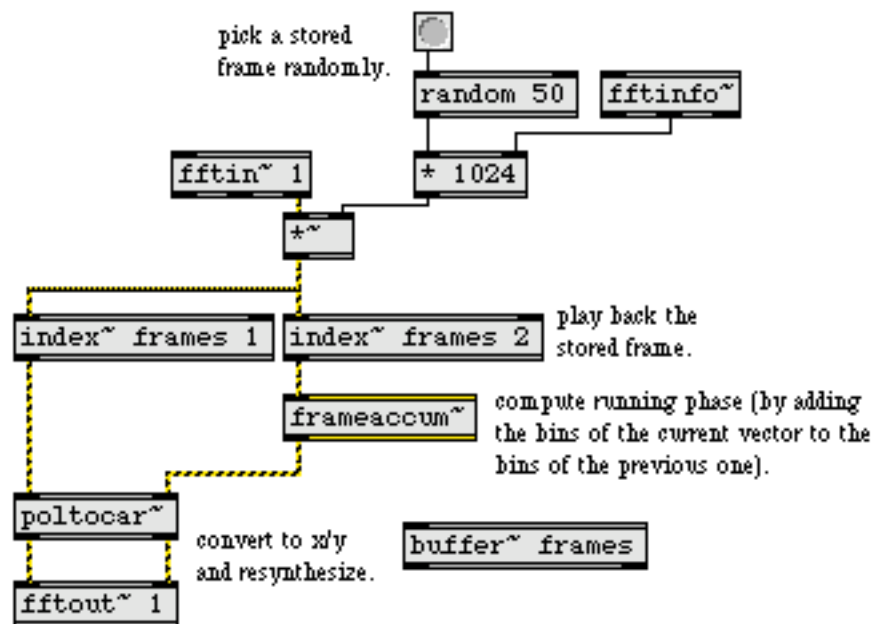 pick a stored
frame randomly.
random 50
fftinfo~
fftin~ 1
* 1024
*~
index~ frames 1
index~ frames 2
play back the
stored frame.
frameaccum~
compute running phase (by adding
the bins of the current vector to the
bins of the previous one).
poltocar~
convert to x/y
and resynthesize.
buffer~ frames
fftout~ 1